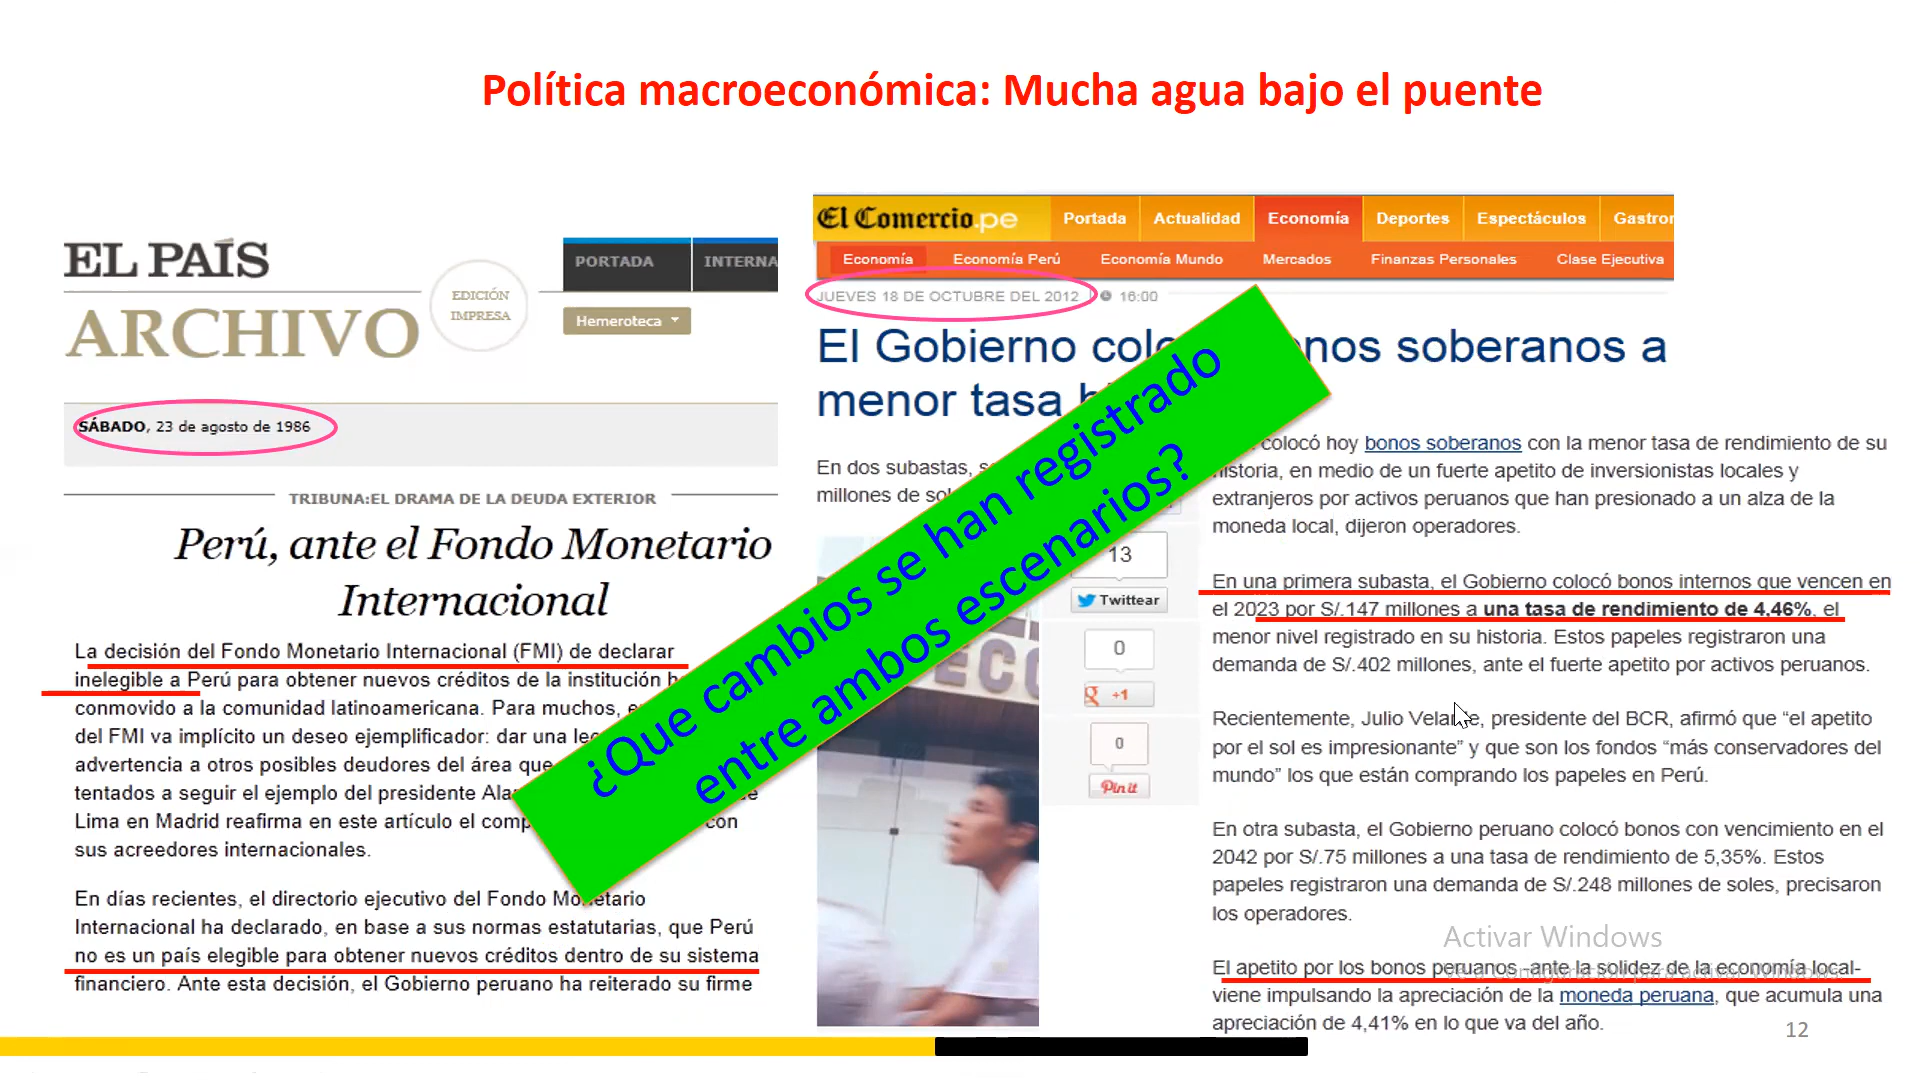 Política macroeconómica: Mucha agua bajo el puente
EL PAÍS
ARCHIVO
EDICIÓN
IMPRESA
PORTADA
INTERNA
Hemeroteca
SÁBADO, 23 de agosto de 1986
TRIBUNA:EL DRAMA DE LA DEUDA EXTERIOR
Perú, ante el Fondo Monetario
Internacional
La decisión del Fondo Monetario Internacional (FMI) de declarar
inelegible a Perú para obtener nuevos créditos de la institución
conmovido a la comunidad latinoamericana. Para muchos,
del FMI va implícito un deseo ejemplificador: dar una
advertencia a otros posibles deudores del área que
tentados a seguir el ejemplo del presidente
Lima en Madrid reafirma en este artículo el con
sus acreedores internacionales.
En días recientes, el directorio ejecutivo del Fondo Monetario
Internacional ha declarado, en base a sus normas estatutarias, que Perú
no es un país elegible para obtener nuevos créditos dentro de su sistema
financiero. Ante esta decisión, el Gobierno peruano ha reiterado su firme
El Comercio.pe
Portada Actualidad Economía Deportes Espectáculos Gastron
Economía Economía Perú Economía Mundo Mercados Finanzas Personales Clase Ejecutiva
JUEVES 18 DE OCTUBRE DEL 2012 16:00
El Gobierno colo nos soberanos a
menor tasa
En dos subastas,
millones de
¿Que cambios se han registrado
entre ambos escenarios?
13
Twittear
0
+1
0
Pin it
ECO
colocó hoy bonos soberanos con la menor tasa de rendimiento de su
historia, en medio de un fuerte apetito de inversionistas locales y
extranjeros por activos peruanos que han presionado a un alza de la
moneda local, dijeron operadores.
En una primera subasta, el Gobierno colocó bonos internos que vencen en
el 2023 por S/.147 millones a una tasa de rendimiento de 4,46%, el
menor nivel registrado en su historia. Estos papeles registraron una
demanda de S/.402 millones, ante el fuerte apetito por activos peruanos.
Recientemente, Julio Velarde, presidente del BCR, afirmó que “el apetito
por el sol es impresionante” y que son los fondos “más conservadores del
mundo” los que están comprando los papeles en Perú.
En otra subasta, el Gobierno peruano colocó bonos con vencimiento en el
2042 por S/.75 millones a una tasa de rendimiento de 5,35%. Estos
papeles registraron una demanda de S/.248 millones de soles, precisaron
los operadores.
Activar Windows
El apetito por los bonos peruanos -ante la solidez de la economía local-
viene impulsando la apreciación de la moneda peruana, que acumula una
apreciación de 4,41% en lo que va del año.
12